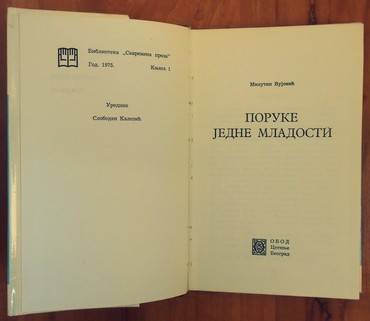 Библиотека „Савремена проза“
Год. 1975. Књига 1
Уредник
Слободан Калезић
Милутин Вујовић
ПОРУКЕ
ЈЕДНЕ МЛАДОСТИ
ОБОД
Цетиње
Београд